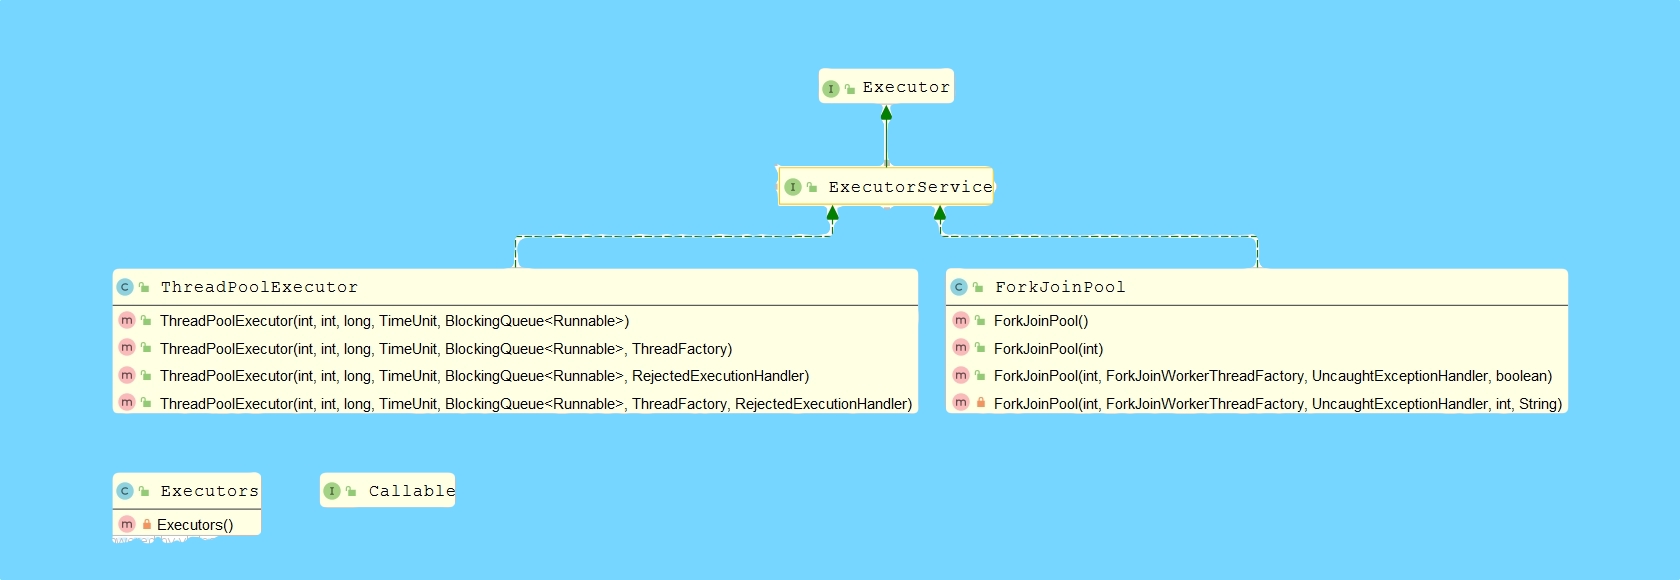 I Executor
I ExecutorService
C ThreadPoolExecutor
m ThreadPoolExecutor(int, int, long, TimeUnit, BlockingQueue<Runnable>)
m ThreadPoolExecutor(int, int, long, TimeUnit, BlockingQueue<Runnable>, ThreadFactory)
m ThreadPoolExecutor(int, int, long, TimeUnit, BlockingQueue<Runnable>, RejectedExecutionHandler)
m ThreadPoolExecutor(int, int, long, TimeUnit, BlockingQueue<Runnable>, ThreadFactory, RejectedExecutionHandler)
C ForkJoinPool
m ForkJoinPool()
m ForkJoinPool(int)
m ForkJoinPool(int, ForkJoinWorkerThreadFactory, UncaughtExceptionHandler, boolean)
m ForkJoinPool(int, ForkJoinWorkerThreadFactory, UncaughtExceptionHandler, int, String)
C Executors
m Executors()
I Callable